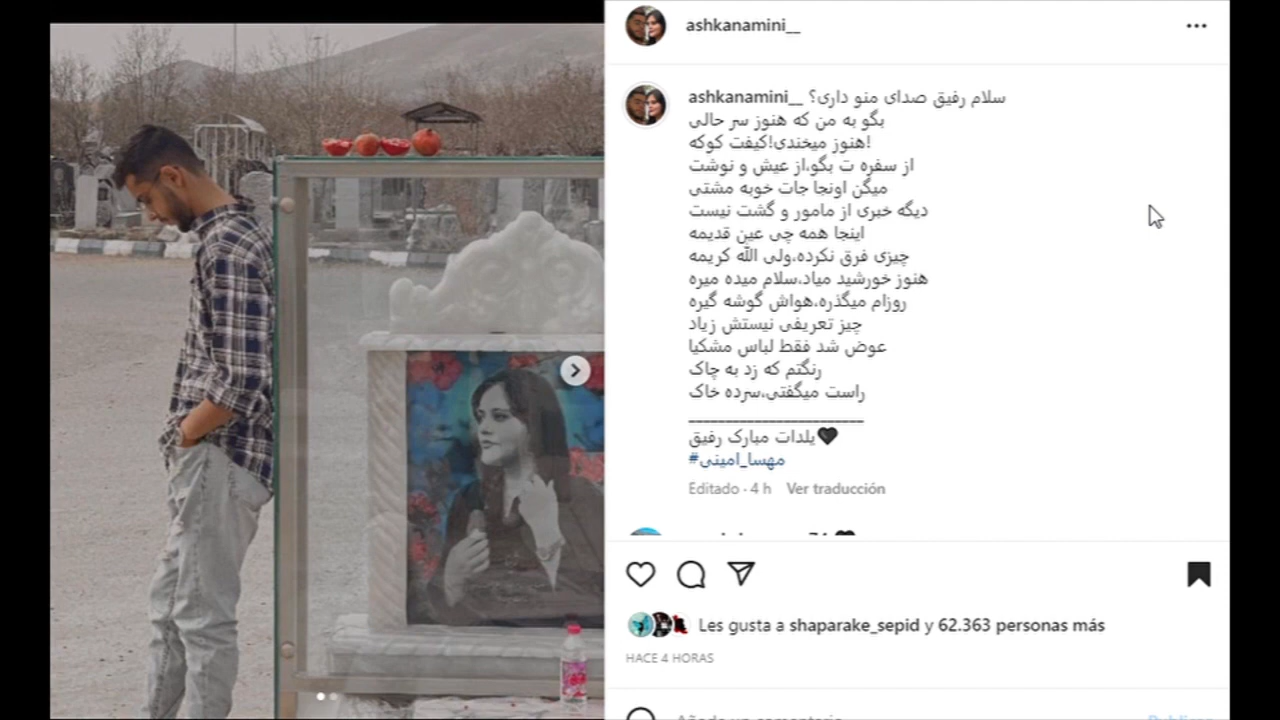 ashkanamini__
ashkanamini__ سلام رفیق صدای منو داری؟
بگو به من که هنوز سر حالی
هنوز میخندی!کیفت کوکه!
از سفره ت بگو،از عیش و نوشت
میگن اونجا جات خوبه مشتی
دیگه خبری از مامور و گشت نیست
اینجا همه چی عین قدیمه
چیزی فرق نکرده،ولی الله کریمه
هنوز خورشید میاد،سلام میده میره
روزام میگذره،هواش گوشه گیره
چیز تعریفی نیستش زیاد
عوض شد فقط لباس مشکیا
رنگتم که زد به چاک
راست میگفتی،سرده خاک
______________________
یلدات مبارک رفیق🖤
#مهسا_امینی
Editado · 4 h Ver traducción
Les gusta a shaparake_sepid y 62.363 personas más
HACE 4 HORAS
Añade un comentario